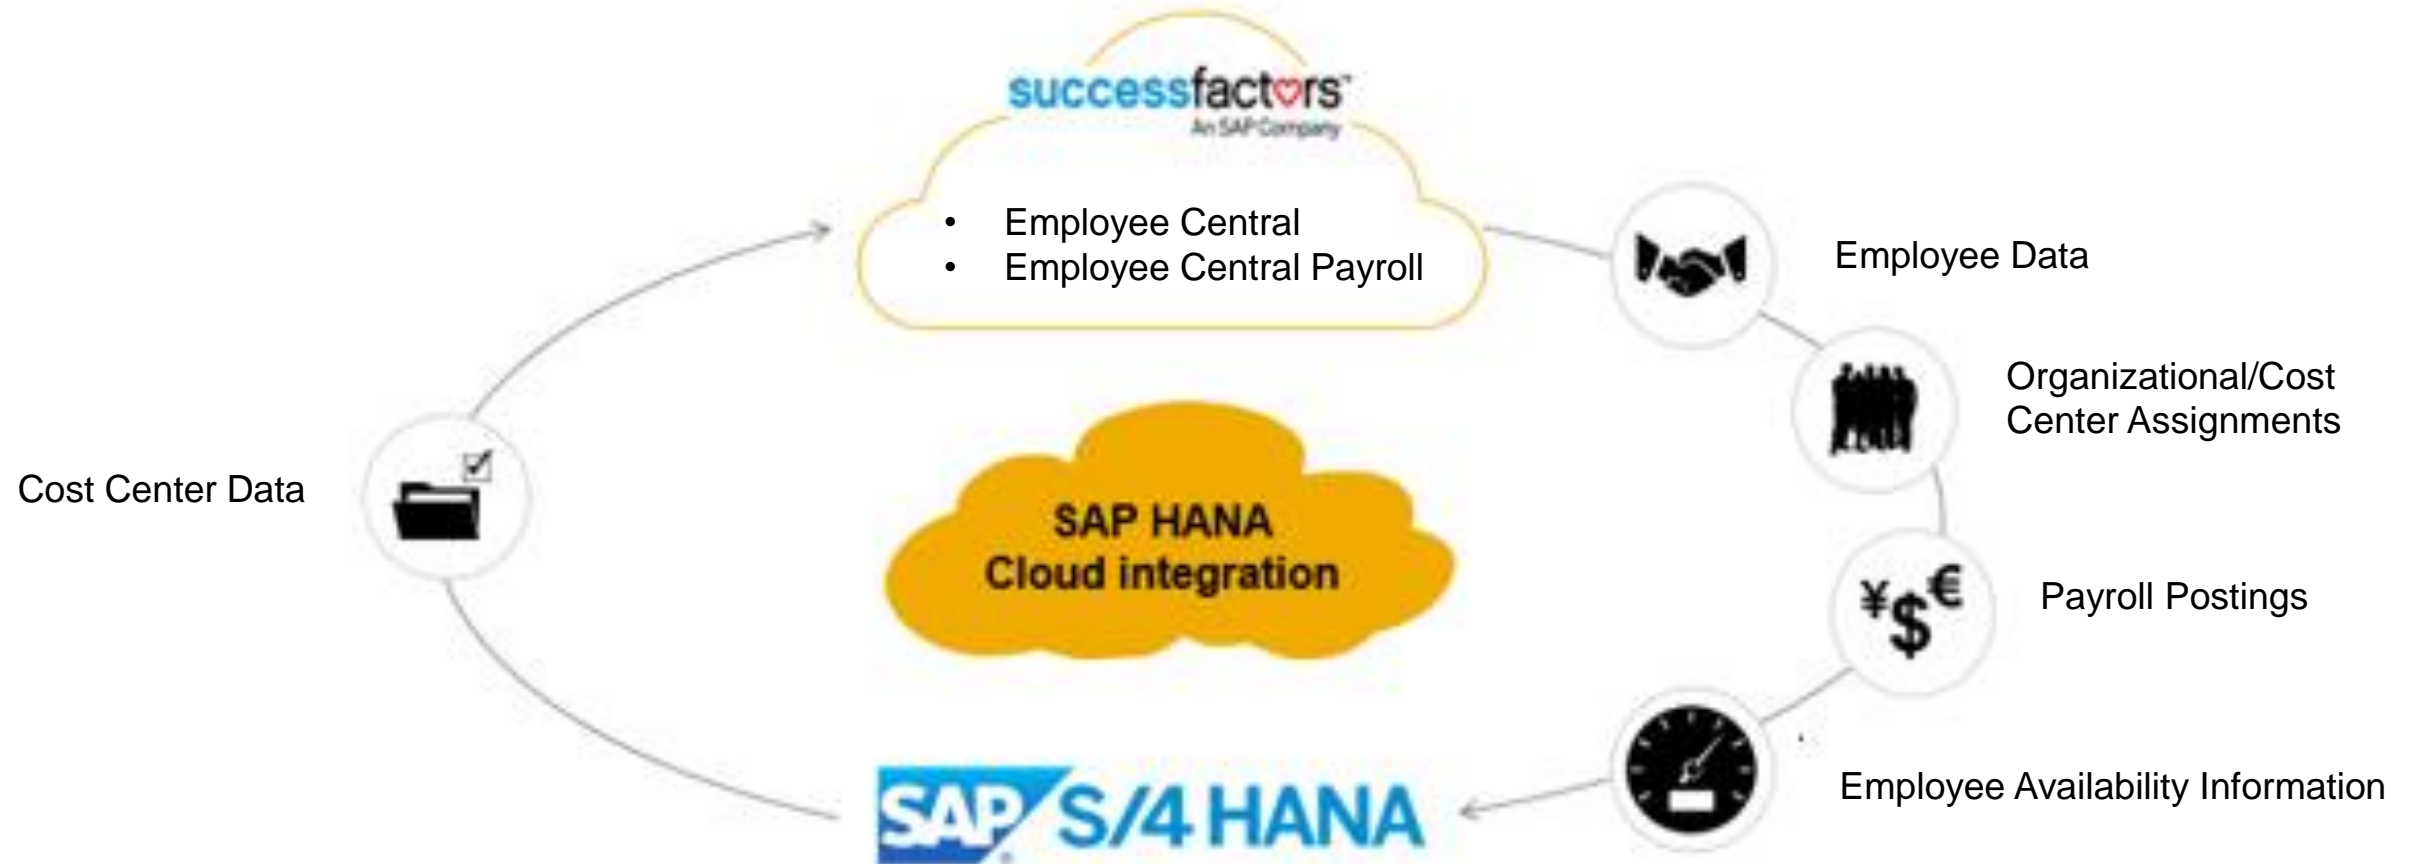 successfactors™
An SAP Company
• Employee Central
• Employee Central Payroll
Employee Data
Organizational/Cost
Center Assignments
Cost Center Data
SAP HANA
Cloud integration
¥$€
Payroll Postings
Employee Availability Information
SAP® S/4 HANA